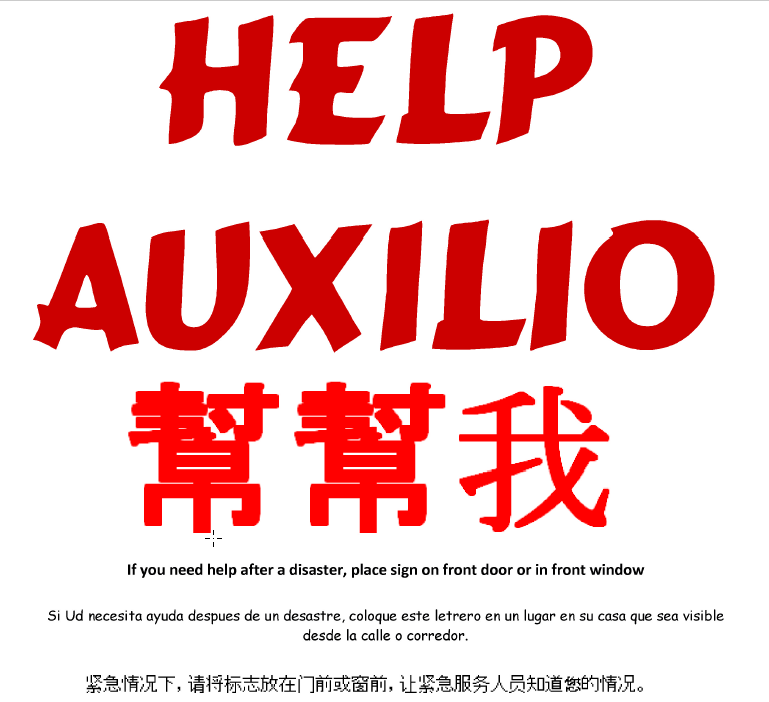 HELP
AUXILIO
幫幫我
If you need help after a disaster, place sign on front door or in front window
Si Ud necesita ayuda despues de un desastre, coloque este letrero en un lugar en su casa que sea visible
desde la calle o corredor.
紧急情况下, 请将标志放在门前或窗前, 让紧急服务人员知道您的情况。